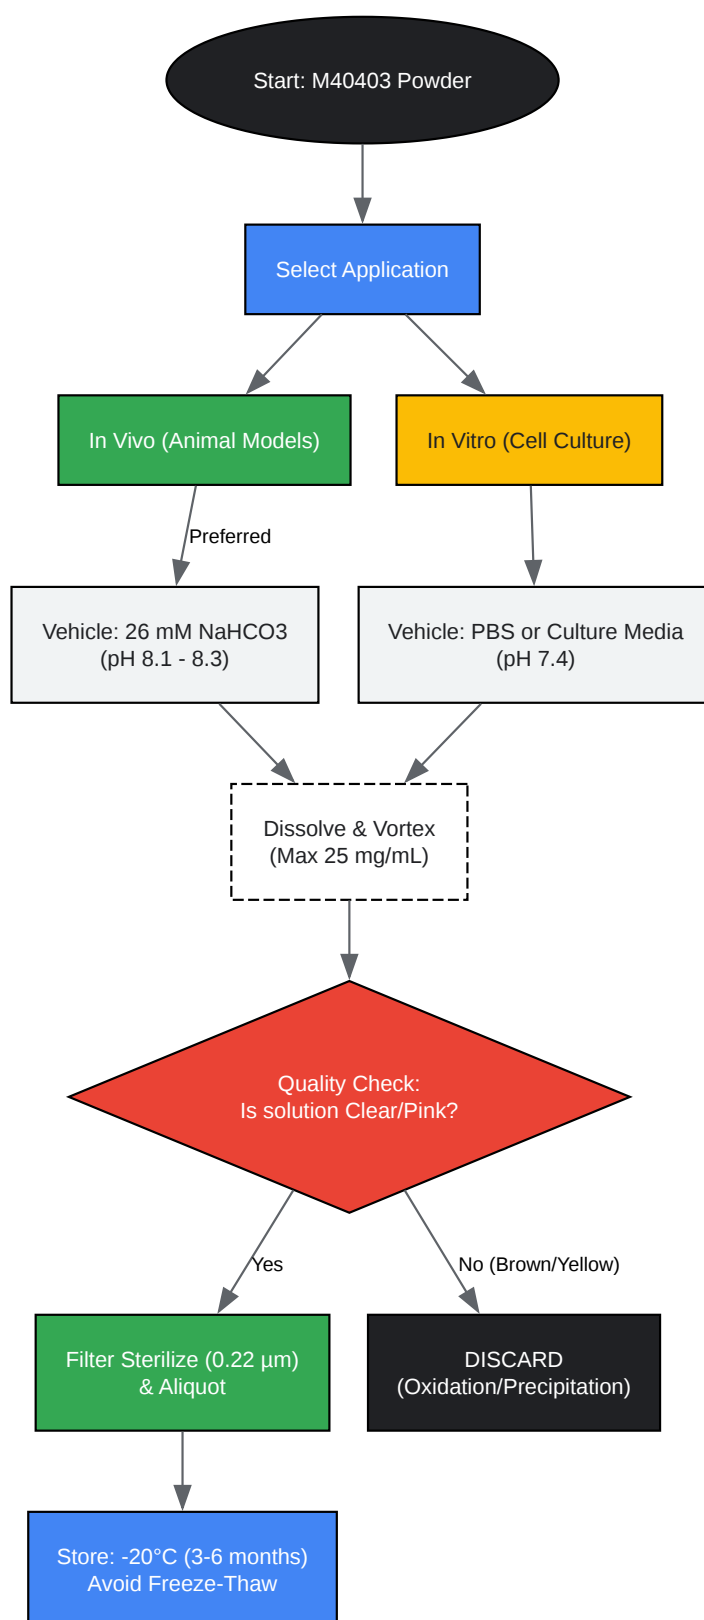 Start: M40403 Powder
Select Application
In Vivo (Animal Models)
In Vitro (Cell Culture)
Preferred
Vehicle: 26 mM NaHCO3
(pH 8.1 - 8.3)
Vehicle: PBS or Culture Media
(pH 7.4)
Dissolve & Vortex
(Max 25 mg/mL)
Quality Check:
Is solution Clear/Pink?
Yes
No (Brown/Yellow)
Filter Sterilize (0.22 µm)
& Aliquot
DISCARD
(Oxidation/Precipitation)
Store: -20°C (3-6 months)
Avoid Freeze-Thaw